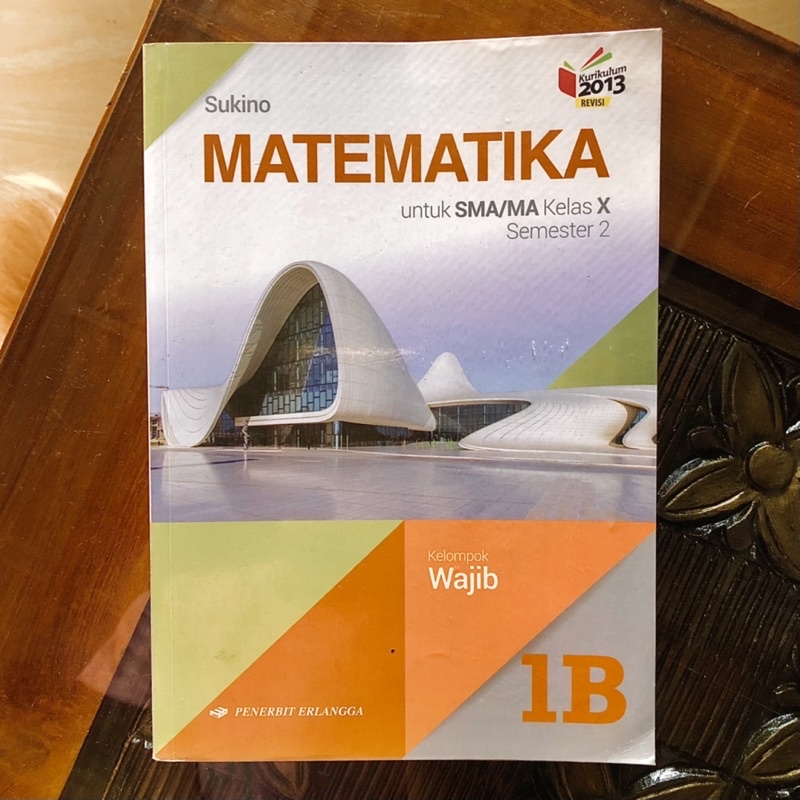 Kurikulum
2013
REVISI
Sukino
MATEMATIKA
untuk SMA/MA Kelas X
Semester 2
Kelompok
Wajib
1B
PENERBIT ERLANGGA